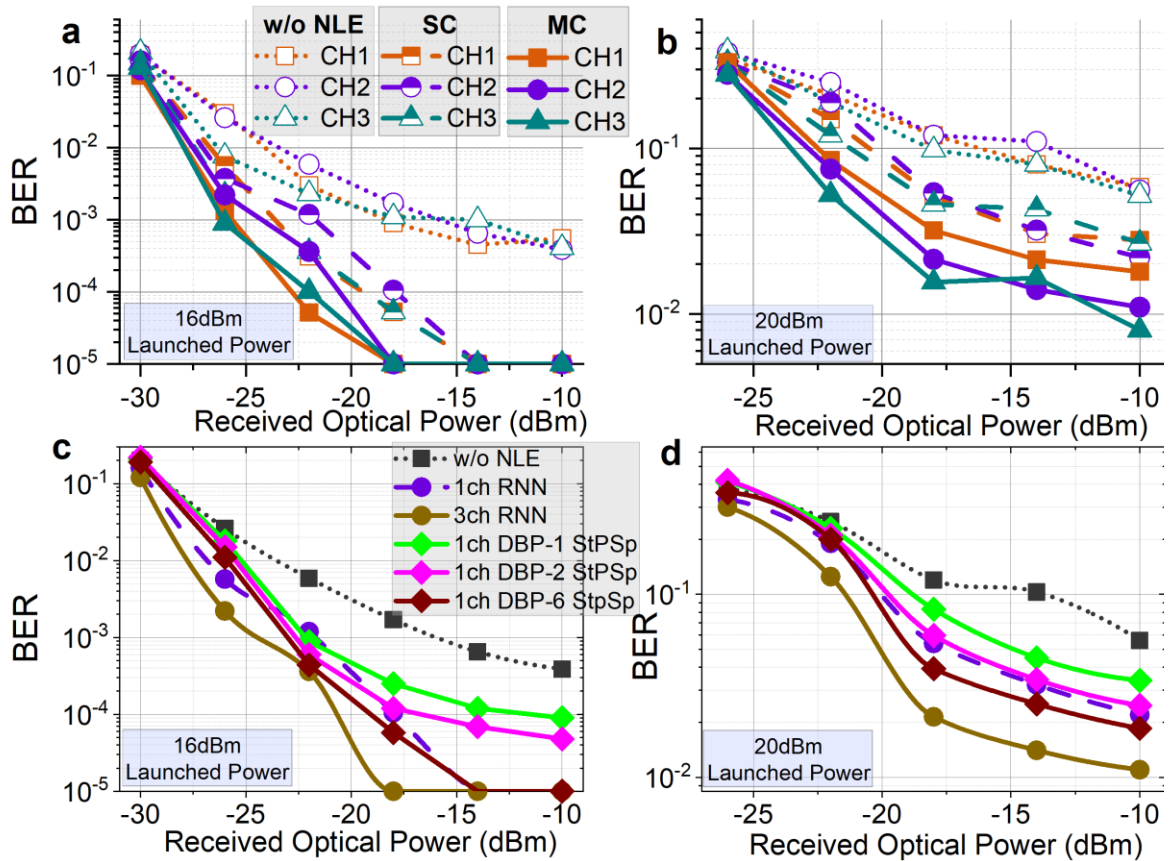 a
w/o NLE SC MC
CH1 CH1 CH1
CH2 CH2 CH2
CH3 CH3 CH3
BER
10⁻¹
10⁻²
10⁻³
10⁻⁴
10⁻⁵
16dBm
Launched Power
-30 -25 -20 -15 -10
Received Optical Power (dBm)
b
BER
10⁻¹
10⁻²
20dBm
Launched Power
-25 -20 -15 -10
Received Optical Power (dBm)
c
w/o NLE
1ch RNN
3ch RNN
1ch DBP-1 StPSp
1ch DBP-2 StPSp
1ch DBP-6 StpSp
BER
10⁻¹
10⁻²
10⁻³
10⁻⁴
10⁻⁵
16dBm
Launched Power
-30 -25 -20 -15 -10
Received Optical Power (dBm)
d
BER
10⁻¹
10⁻²
20dBm
Launched Power
-25 -20 -15 -10
Received Optical Power (dBm)